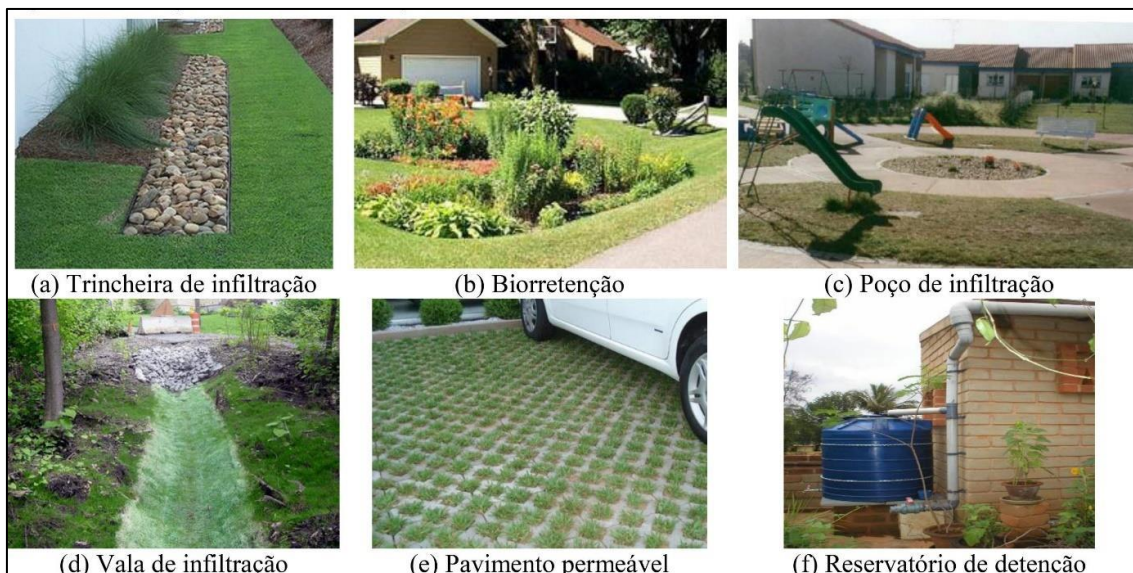 (a) Trincheira de infiltração
(b) Biorretenção
(c) Poço de infiltração
(d) Vala de infiltração
(e) Pavimento permeável
(f) Reservatório de detenção